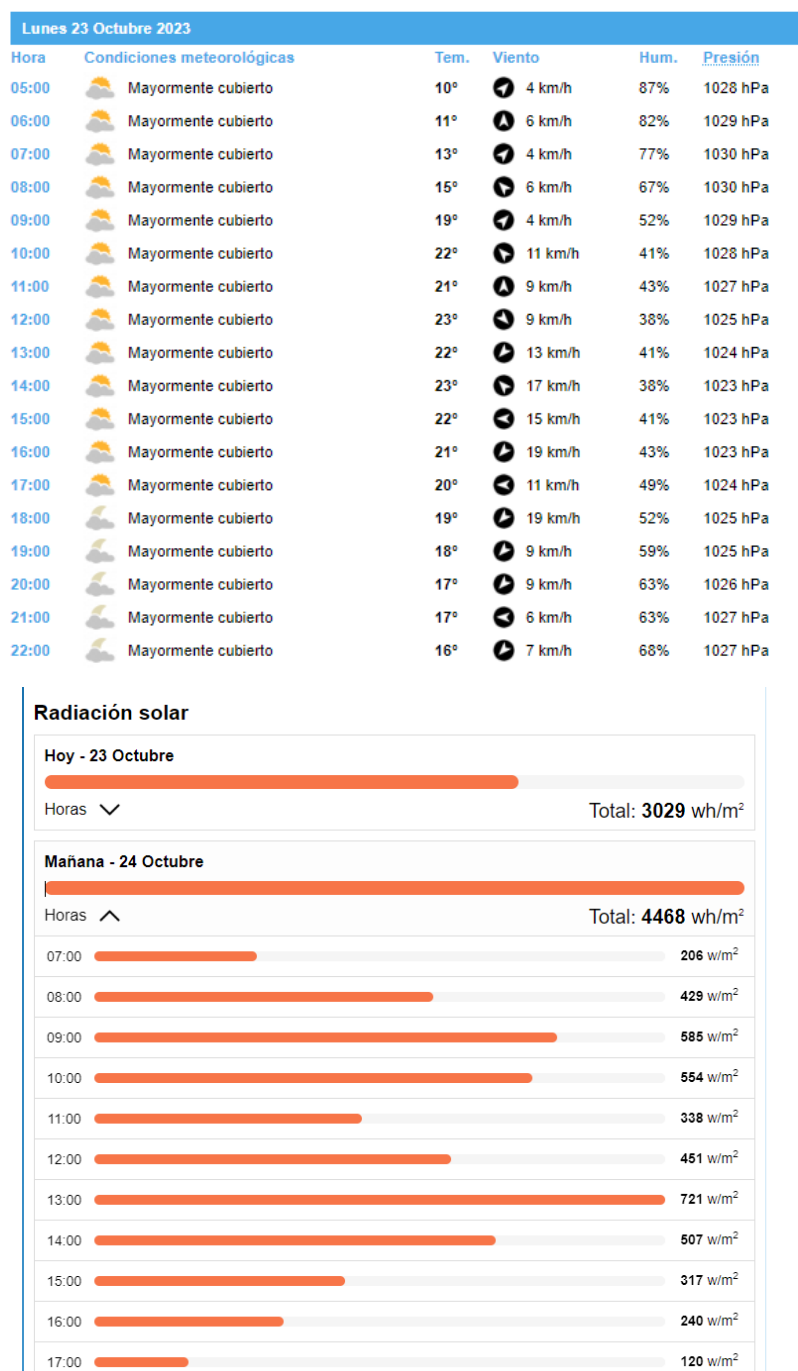 Lunes 23 Octubre 2023
Hora Condiciones meteorológicas Tem. Viento Hum. Presión
05:00 Mayormente cubierto 10° 4 km/h 87% 1028 hPa
06:00 Mayormente cubierto 11° 6 km/h 82% 1029 hPa
07:00 Mayormente cubierto 13° 4 km/h 77% 1030 hPa
08:00 Mayormente cubierto 15° 6 km/h 67% 1030 hPa
09:00 Mayormente cubierto 19° 4 km/h 52% 1029 hPa
10:00 Mayormente cubierto 22° 11 km/h 41% 1028 hPa
11:00 Mayormente cubierto 21° 9 km/h 43% 1027 hPa
12:00 Mayormente cubierto 23° 9 km/h 38% 1025 hPa
13:00 Mayormente cubierto 22° 13 km/h 41% 1024 hPa
14:00 Mayormente cubierto 23° 17 km/h 38% 1023 hPa
15:00 Mayormente cubierto 22° 15 km/h 41% 1023 hPa
16:00 Mayormente cubierto 21° 19 km/h 43% 1023 hPa
17:00 Mayormente cubierto 20° 11 km/h 49% 1024 hPa
18:00 Mayormente cubierto 19° 19 km/h 52% 1025 hPa
19:00 Mayormente cubierto 18° 9 km/h 59% 1025 hPa
20:00 Mayormente cubierto 17° 9 km/h 63% 1026 hPa
21:00 Mayormente cubierto 17° 6 km/h 63% 1027 hPa
22:00 Mayormente cubierto 16° 7 km/h 68% 1027 hPa
Radiación solar
Hoy - 23 Octubre
Horas Total: 3029 wh/m²
Mañana - 24 Octubre
Horas Total: 4468 wh/m²
07:00 206 w/m²
08:00 429 w/m²
09:00 585 w/m²
10:00 554 w/m²
11:00 338 w/m²
12:00 451 w/m²
13:00 721 w/m²
14:00 507 w/m²
15:00 317 w/m²
16:00 240 w/m²
17:00 120 w/m²